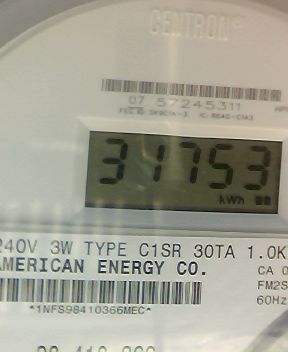 CENTRON®
07 57245311
31753
kWh
240V 3W TYPE C1SR 30TA 1.0K
AMERICAN ENERGY CO.
CA 0
FM2S
60Hz
*1NFS98410366MEC*